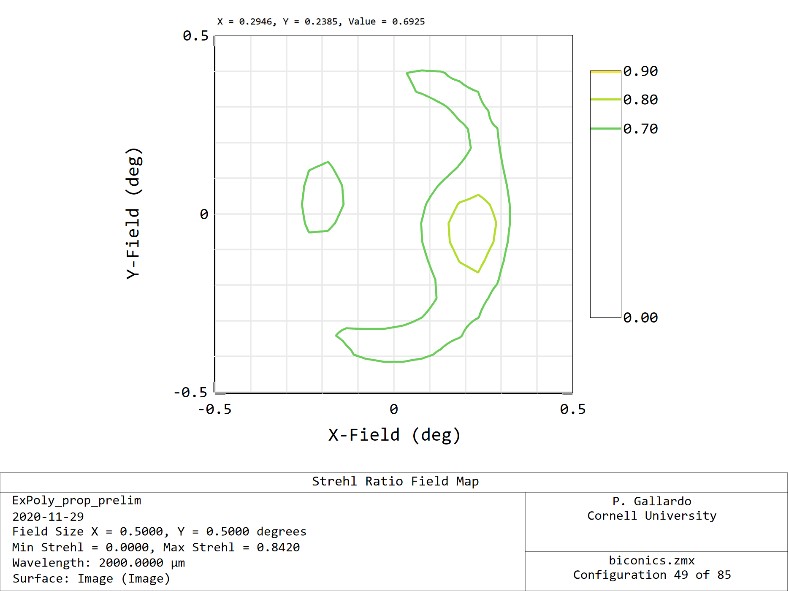 X = 0.2946, Y = 0.2385, Value = 0.6925
0.5
0
-0.5
Y-Field (deg)
-0.5
0
0.5
X-Field (deg)
0.90
0.80
0.70
0.00
Strehl Ratio Field Map
ExPoly_prop_prelim
2020-11-29
Field Size X = 0.5000, Y = 0.5000 degrees
Min Strehl = 0.0000, Max Strehl = 0.8420
Wavelength: 2000.0000 µm
Surface: Image (Image)
P. Gallardo
Cornell University
biconics.zmx
Configuration 49 of 85